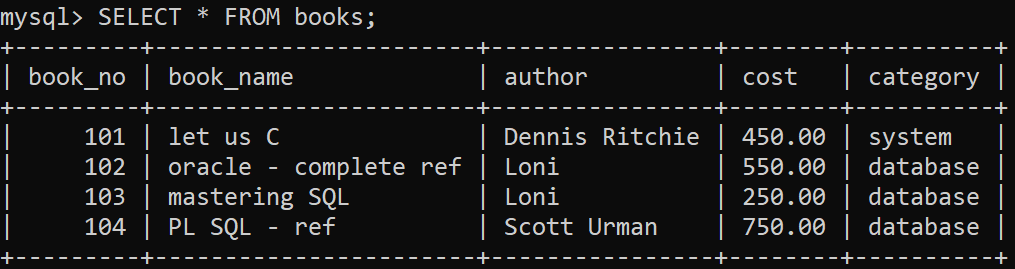 mysql> SELECT * FROM books;
+---------+-----------------------+----------------+--------+----------+
| book_no | book_name             | author         | cost   | category |
+---------+-----------------------+----------------+--------+----------+
|     101 | let us C              | Dennis Ritchie | 450.00 | system   |
|     102 | oracle - complete ref | Loni           | 550.00 | database |
|     103 | mastering SQL         | Loni           | 250.00 | database |
|     104 | PL SQL - ref          | Scott Urman    | 750.00 | database |
+---------+-----------------------+----------------+--------+----------+